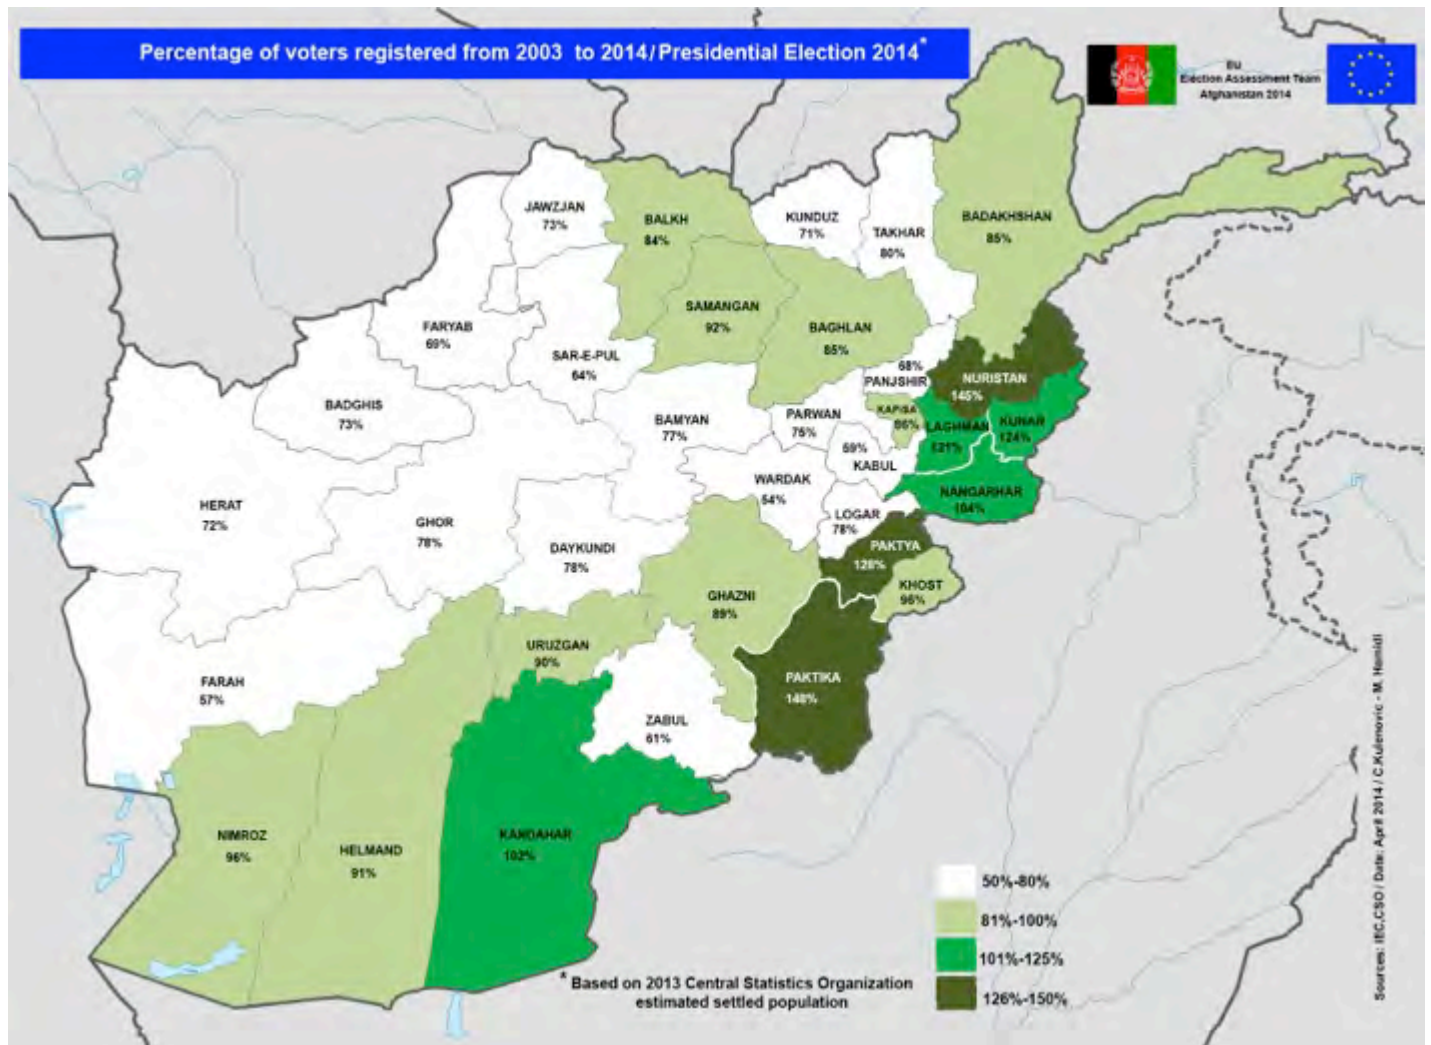 Percentage of voters registered from 2003 to 2014/Presidential Election 2014*
EU
Election Assessment Team
Afghanistan 2014
JAWZJAN
73%
BALKH
84%
KUNDUZ
71%
TAKHAR
80%
BADAKHSHAN
85%
FARYAB
69%
SAR-E-PUL
64%
SAMANGAN
92%
BAGHLAN
85%
68%
PANJSHIR
NURISTAN
145%
BADGHIS
73%
BAMYAN
77%
PARWAN
75%
KAPISA
86%
LAGHMAN
121%
KUNAR
124%
59%
KABUL
HERAT
72%
GHOR
78%
DAYKUNDI
78%
WARDAK
54%
LOGAR
78%
NANGARHAR
104%
PAKTYA
128%
KHOST
96%
GHAZNI
89%
URUZGAN
90%
FARAH
57%
ZABUL
61%
PAKTIKA
148%
NIMROZ
96%
HELMAND
91%
KANDAHAR
102%
50%-80%
81%-100%
101%-125%
126%-150%
* Based on 2013 Central Statistics Organization
estimated settled population
Sources: IEC,CSO / Date: April 2014 / C.Kulenovic - M. Hamidi